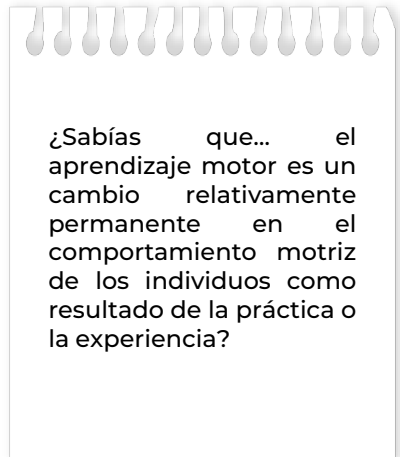 ¿Sabías que... el
aprendizaje motor es un
cambio relativamente
permanente en el
comportamiento motriz
de los individuos como
resultado de la práctica o
la experiencia?